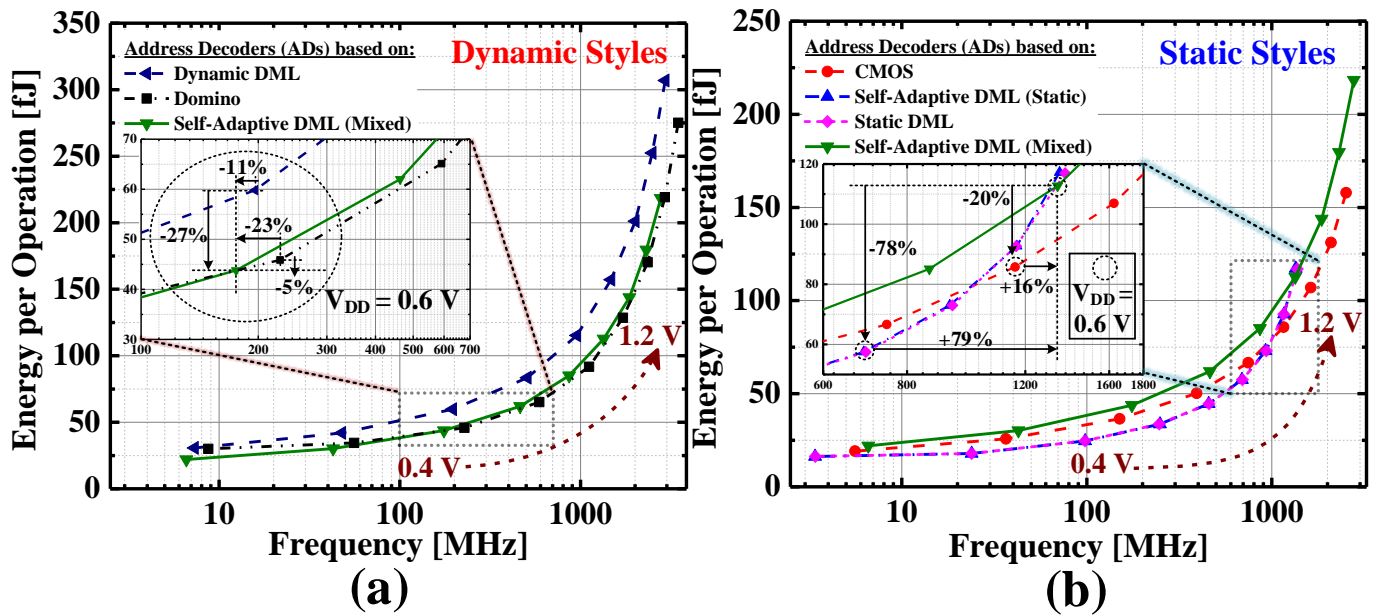 Energy per Operation [fJ]
350
300
250
200
150
100
50
0
Address Decoders (ADs) based on:
Dynamic Styles
Dynamic DML
Domino
Self-Adaptive DML (Mixed)
70
60
50
40
30
-11%
-23%
-27%
-5%
V_DD = 0.6 V
100 200 300 400 500 600 700
1.2 V
0.4 V
10 100 1000
Frequency [MHz]
(a)
Energy per Operation [fJ]
250
200
150
100
50
0
Address Decoders (ADs) based on:
Static Styles
CMOS
Self-Adaptive DML (Static)
Static DML
Self-Adaptive DML (Mixed)
120
100
80
60
-20%
-78%
+16%
+79%
V_DD =
0.6 V
600 800 1200 1600 1800
1.2 V
0.4 V
10 100 1000
Frequency [MHz]
(b)